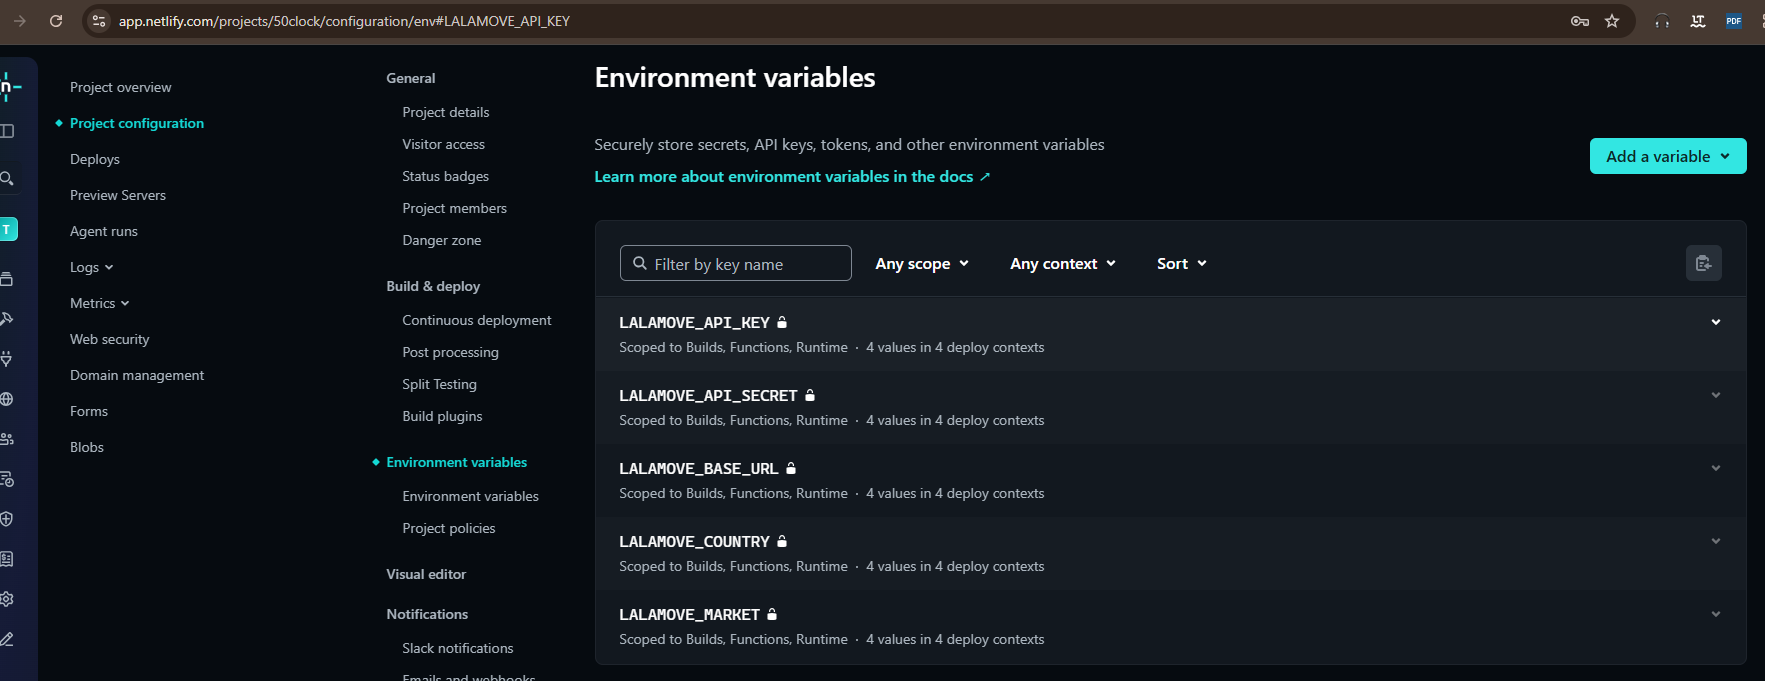 app.netlify.com/projects/50clock/configuration/env#LALAMOVE_API_KEY
LT
PDF
n
T
Project overview
Project configuration
Deploys
Preview Servers
Agent runs
Logs
Metrics
Web security
Domain management
Forms
Blobs
General
Project details
Visitor access
Status badges
Project members
Danger zone
Build & deploy
Continuous deployment
Post processing
Split Testing
Build plugins
Environment variables
Environment variables
Project policies
Visual editor
Notifications
Slack notifications
Emails and webhooks
Environment variables
Securely store secrets, API keys, tokens, and other environment variables
Learn more about environment variables in the docs ↗
Add a variable
Filter by key name
Any scope
Any context
Sort
LALAMOVE_API_KEY
Scoped to Builds, Functions, Runtime · 4 values in 4 deploy contexts
LALAMOVE_API_SECRET
Scoped to Builds, Functions, Runtime · 4 values in 4 deploy contexts
LALAMOVE_BASE_URL
Scoped to Builds, Functions, Runtime · 4 values in 4 deploy contexts
LALAMOVE_COUNTRY
Scoped to Builds, Functions, Runtime · 4 values in 4 deploy contexts
LALAMOVE_MARKET
Scoped to Builds, Functions, Runtime · 4 values in 4 deploy contexts